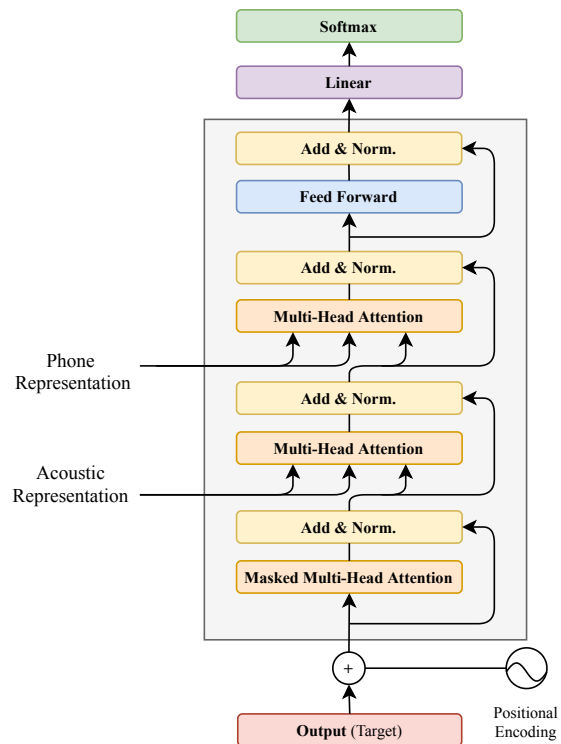 Softmax
Linear
Add & Norm.
Feed Forward
Add & Norm.
Multi-Head Attention
Phone
Representation
Add & Norm.
Multi-Head Attention
Acoustic
Representation
Add & Norm.
Masked Multi-Head Attention
+
Positional
Encoding
Output (Target)